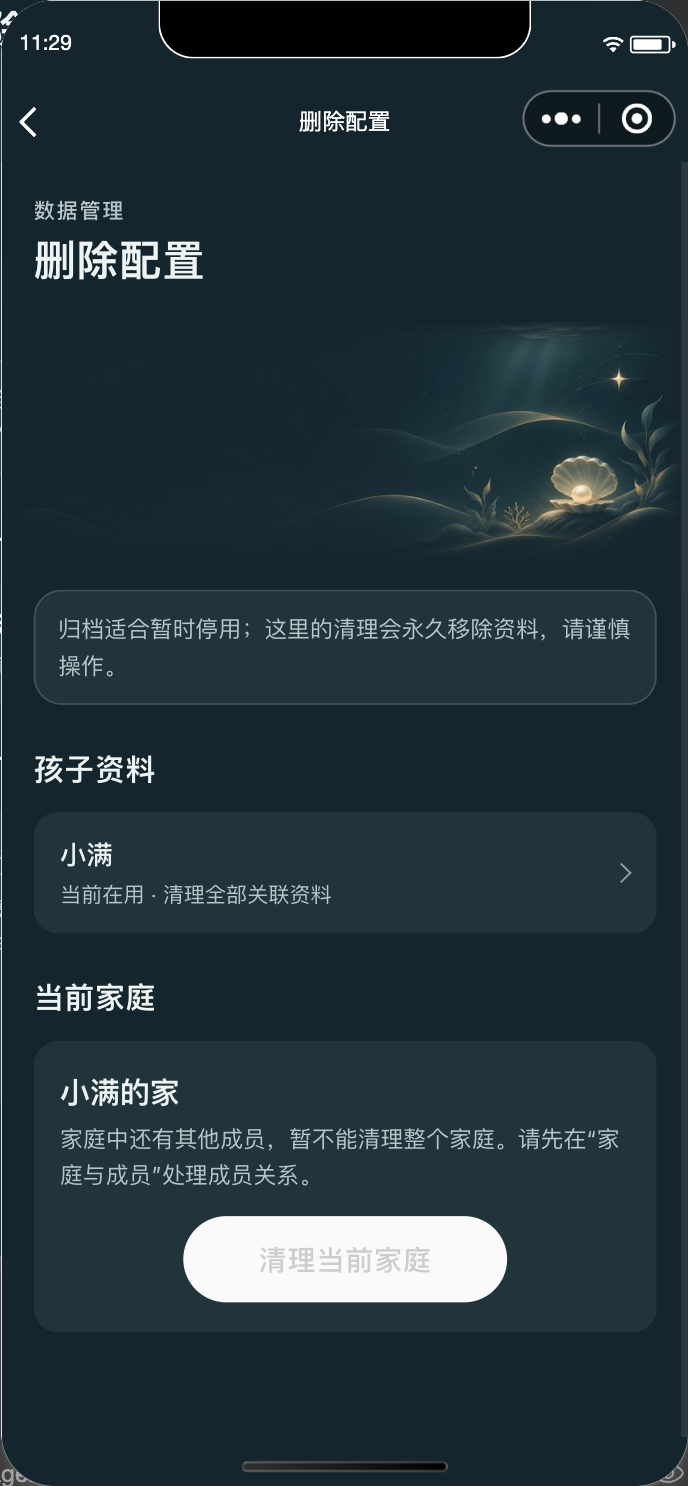 11:29
删除配置
数据管理
删除配置
归档适合暂时停用；这里的清理会永久移除资料，请谨慎
操作。
孩子资料
小满
当前在用 · 清理全部关联资料
当前家庭
小满的家
家庭中还有其他成员，暂不能清理整个家庭。请先在“家
庭与成员”处理成员关系。
清理当前家庭